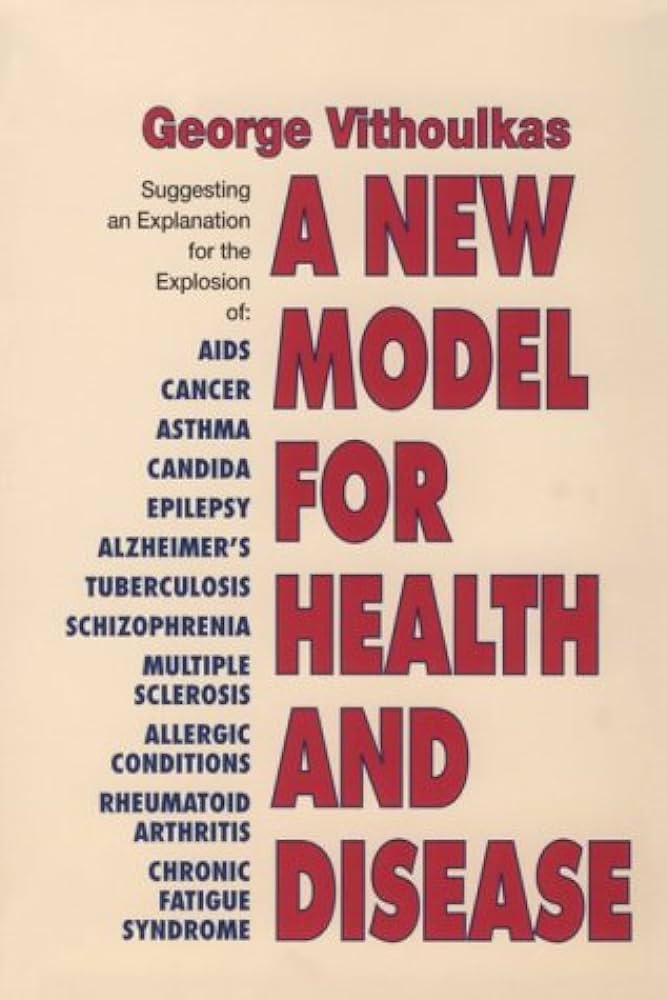 George Vithoulkas
Suggesting
an Explanation
for the
Explosion
of:
AIDS
CANCER
ASTHMA
CANDIDA
EPILEPSY
ALZHEIMER'S
TUBERCULOSIS
SCHIZOPHRENIA
MULTIPLE
SCLEROSIS
ALLERGIC
CONDITIONS
RHEUMATOID
ARTHRITIS
CHRONIC
FATIGUE
SYNDROME
A NEW
MODEL
FOR
HEALTH
AND
DISEASE